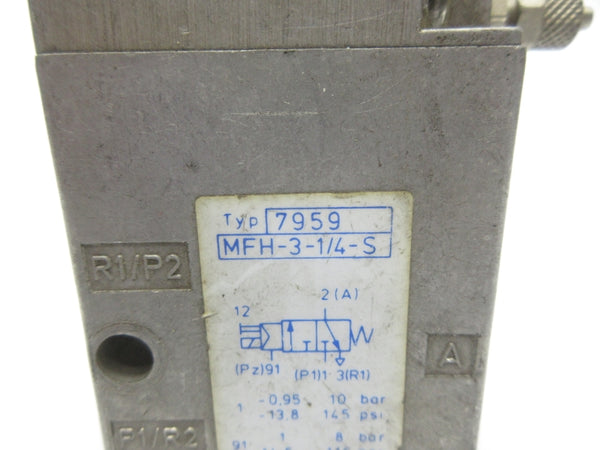 Typ 7959
MFH-3-1/4-S
R1/P2
2(A)
12
A
(Pz)91 (P1)1 3(R1)
1 -0,95 10 bar
-13.8 145 psi
P1/R2
91 1 8 bar